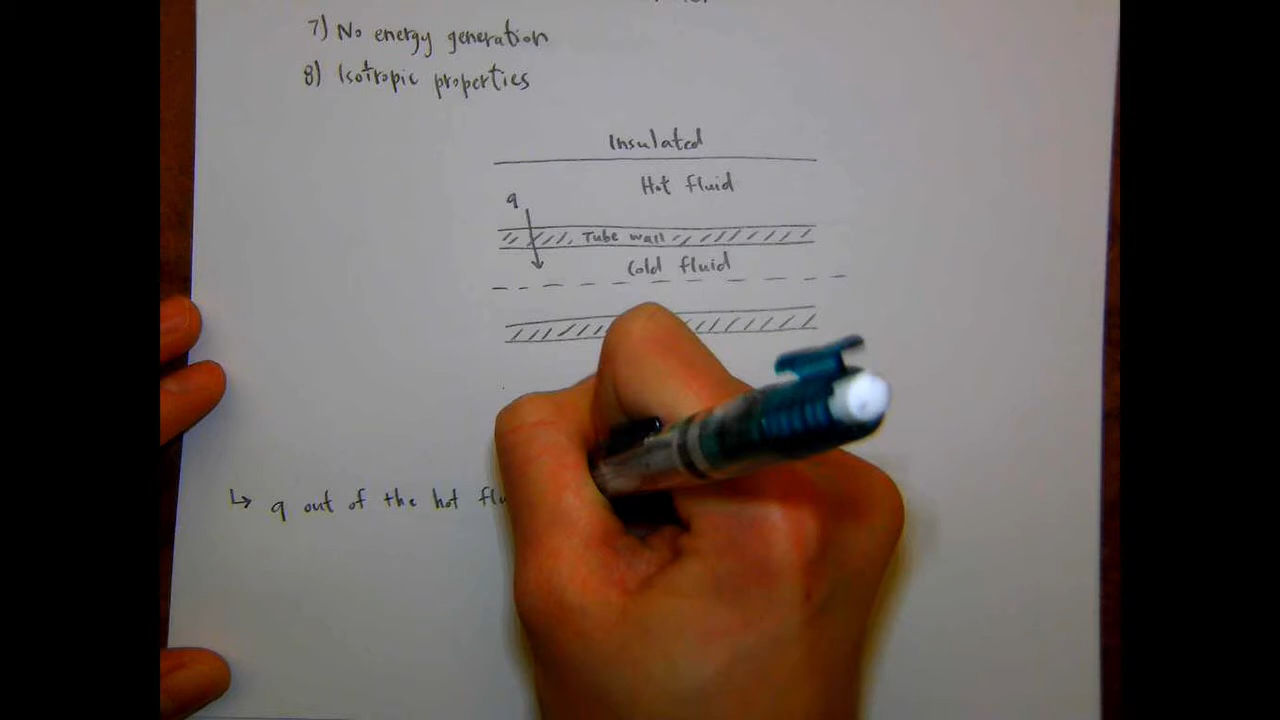 7) No energy generation
8) Isotropic properties
Insulated
Hot fluid
q
Tube wall
Cold fluid
↳ q out of the hot